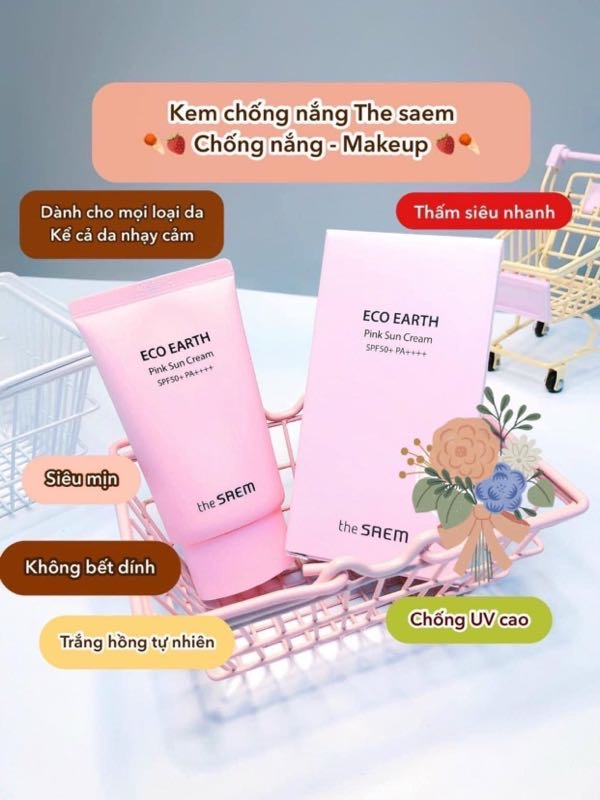 Kem chống nắng The saem
Chống nắng - Makeup
Dành cho mọi loại da
Kể cả da nhạy cảm
Thấm siêu nhanh
ECO EARTH
Pink Sun Cream
SPF50+ PA++++
the SAEM
ECO EARTH
Pink Sun Cream
SPF50+ PA++++
the SAEM
Siêu mịn
Không bết dính
Trắng hồng tự nhiên
Chống UV cao